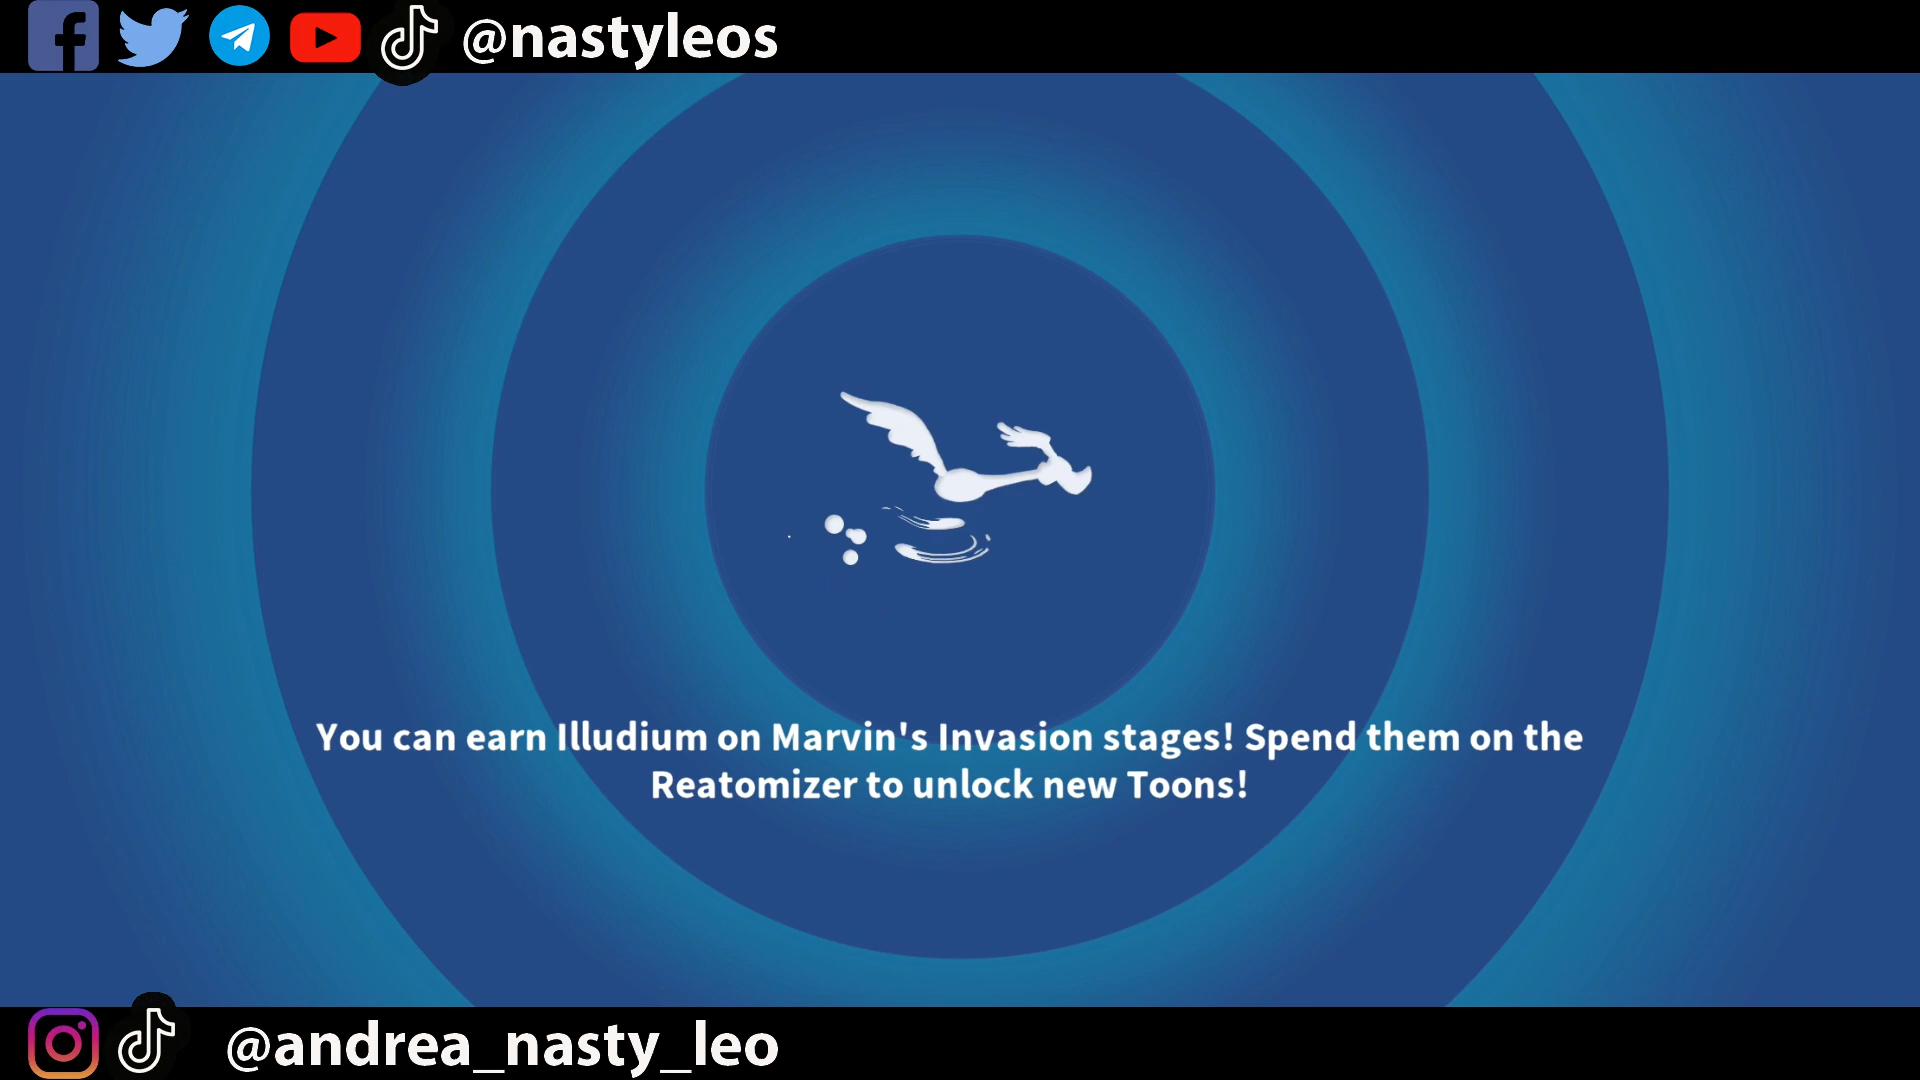 @nastyleos
You can earn Illudium on Marvin's Invasion stages! Spend them on the
Reatomizer to unlock new Toons!
@andrea_nasty_leo